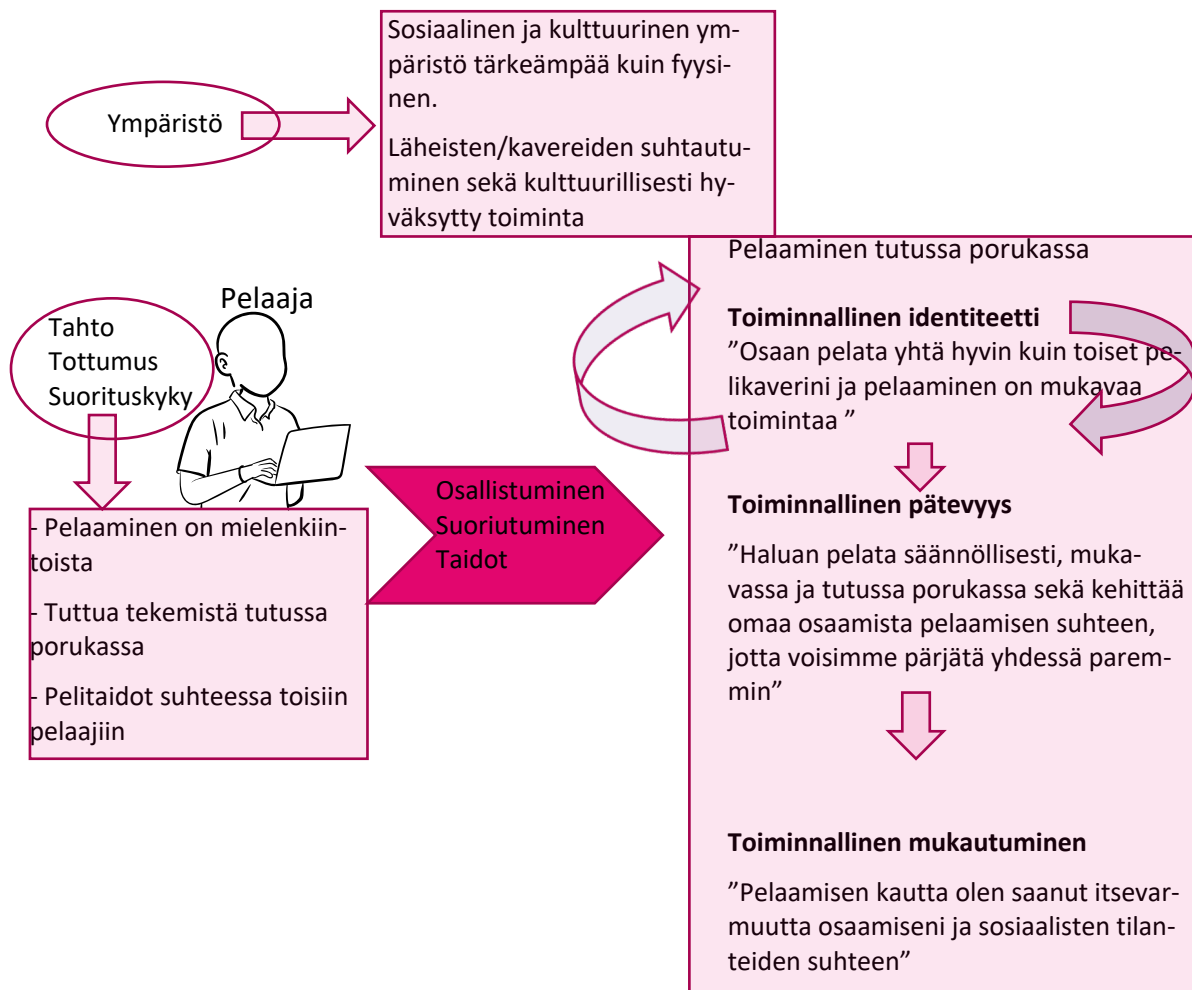 Sosiaalinen ja kulttuurinen ym-
päristö tärkeämpää kuin fyysi-
nen.
Läheisten/kavereiden suhtautu-
minen sekä kulttuurillisesti hy-
väksytty toiminta
Ympäristö
Pelaaja
Tahto
Tottumus
Suorituskyky
- Pelaaminen on mielenkiin-
toista
- Tuttua tekemistä tutussa
porukassa
- Pelitaidot suhteessa toisiin
pelaajiin
Osallistuminen
Suoriutuminen
Taidot
Pelaaminen tutussa porukassa
Toiminnallinen identiteetti
”Osaan pelata yhtä hyvin kuin toiset pe-
likaverini ja pelaaminen on mukavaa
toimintaa ”
Toiminnallinen pätevyys
”Haluan pelata säännöllisesti, muka-
vassa ja tutussa porukassa sekä kehittää
omaa osaamista pelaamisen suhteen,
jotta voisimme pärjätä yhdessä parem-
min”
Toiminnallinen mukautuminen
”Pelaamisen kautta olen saanut itsevar-
muutta osaamiseni ja sosiaalisten tilan-
teiden suhteen”